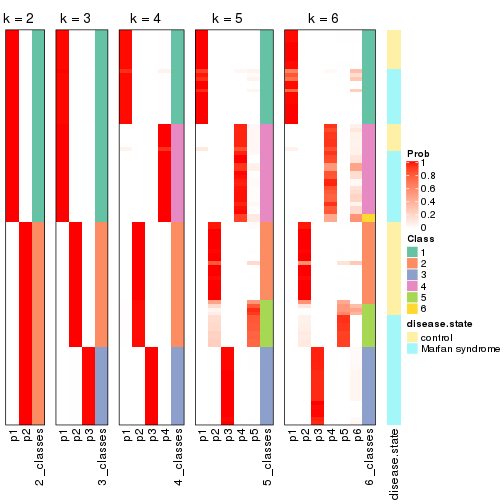 k = 2
k = 3
k = 4
k = 5
k = 6
Prob
1
0.8
0.6
0.4
0.2
0
Class
1
2
3
4
5
6
disease.state
control
Marfan syndrome
p1
p2
2_classes
p1
p2
p3
3_classes
p1
p2
p3
p4
4_classes
p1
p2
p3
p4
p5
5_classes
p1
p2
p3
p4
p5
p6
6_classes
disease.state